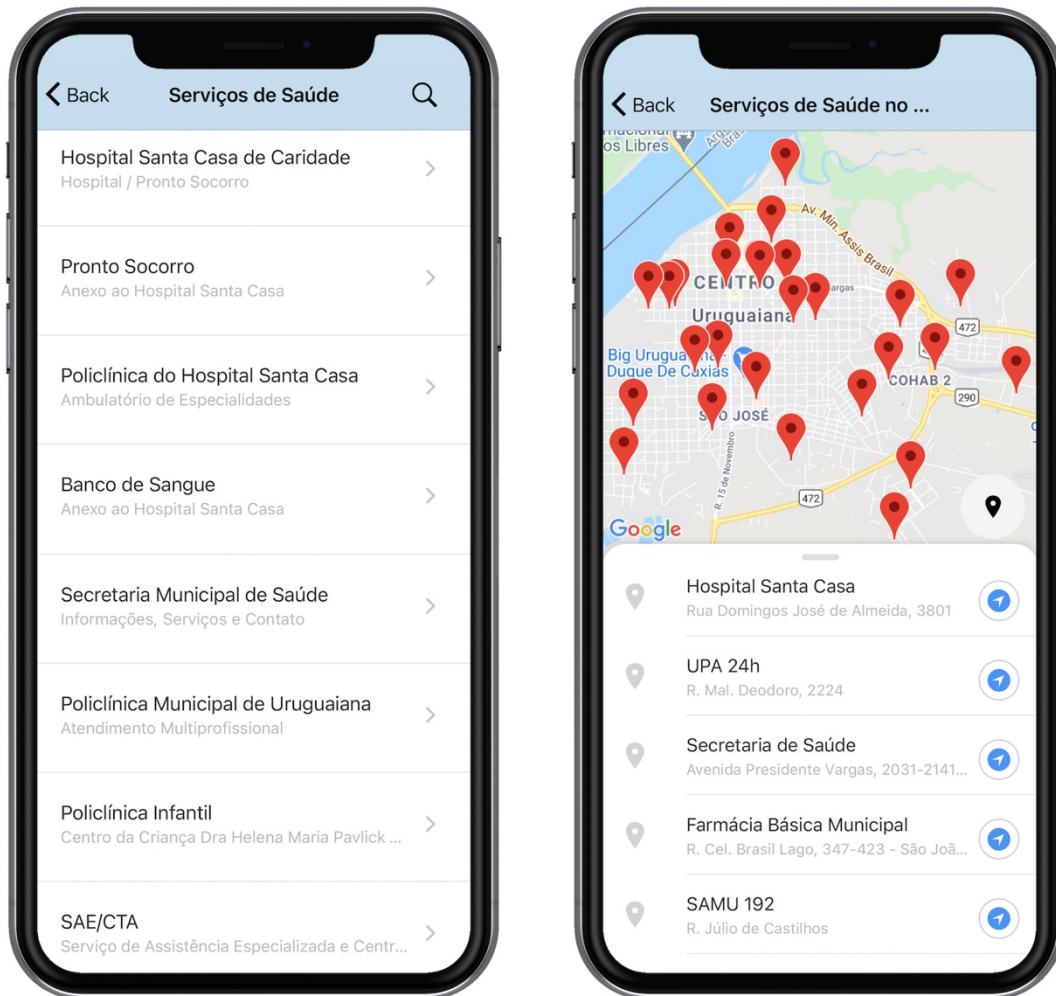 Back
Serviços de Saúde
Hospital Santa Casa de Caridade
Hospital / Pronto Socorro
Pronto Socorro
Anexo ao Hospital Santa Casa
Policlínica do Hospital Santa Casa
Ambulatório de Especialidades
Banco de Sangue
Anexo ao Hospital Santa Casa
Secretaria Municipal de Saúde
Informações, Serviços e Contato
Policlínica Municipal de Uruguaiana
Atendimento Multiprofissional
Policlínica Infantil
Centro da Criança Dra Helena Maria Pavlick ...
SAE/CTA
Serviço de Assistência Especializada e Centr...
Back
Serviços de Saúde no ...
os Libres
Av. Min. Assis Brasil
CENTRO
Uruguaiana
472
Big
Duque De Caxias
COHAB 2
290
JOSÉ
R. 15 de Novembro
472
Google
Hospital Santa Casa
Rua Domingos José de Almeida, 3801
UPA 24h
R. Mal. Deodoro, 2224
Secretaria de Saúde
Avenida Presidente Vargas, 2031-2141...
Farmácia Básica Municipal
R. Cel. Brasil Lago, 347-423 - São Joã...
SAMU 192
R. Júlio de Castilhos